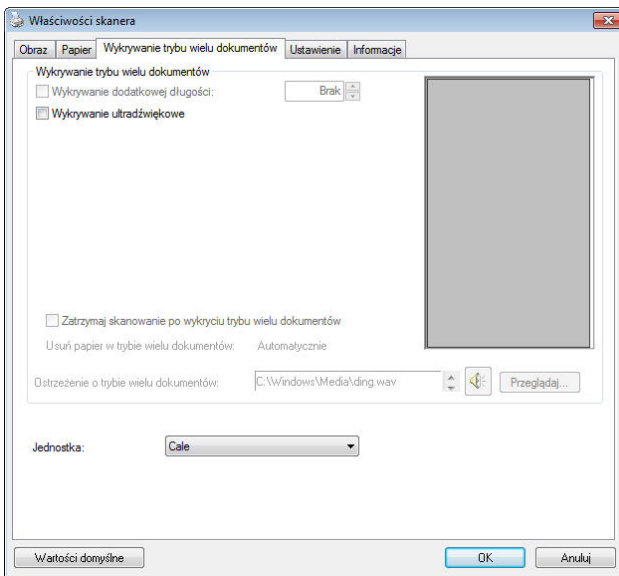 Właściwości skanera
Obraz Papier Wykrywanie trybu wielu dokumentów Ustawienie Informacje
Wykrywanie trybu wielu dokumentów
Wykrywanie dodatkowej długości: Brak
Wykrywanie ultradźwiękowe
Zatrzymaj skanowanie po wykryciu trybu wielu dokumentów
Usuń papier w trybie wielu dokumentów: Automatycznie
Ostrzeżenie o trybie wielu dokumentów: C:\Windows\Media\ding.wav Przeglądaj...
Jednostka: Cale
Wartości domyślne OK Anuluj